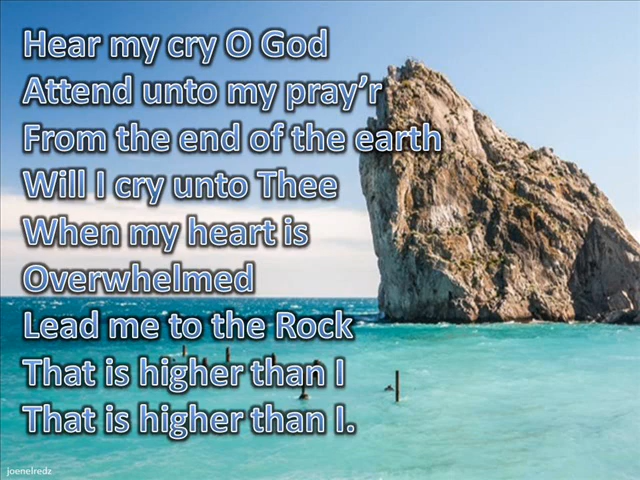 Hear my cry O God
Attend unto my pray’r
From the end of the earth
Will I cry unto Thee
When my heart is
Overwhelmed
Lead me to the Rock
That is higher than I
That is higher than I.
joenelredz